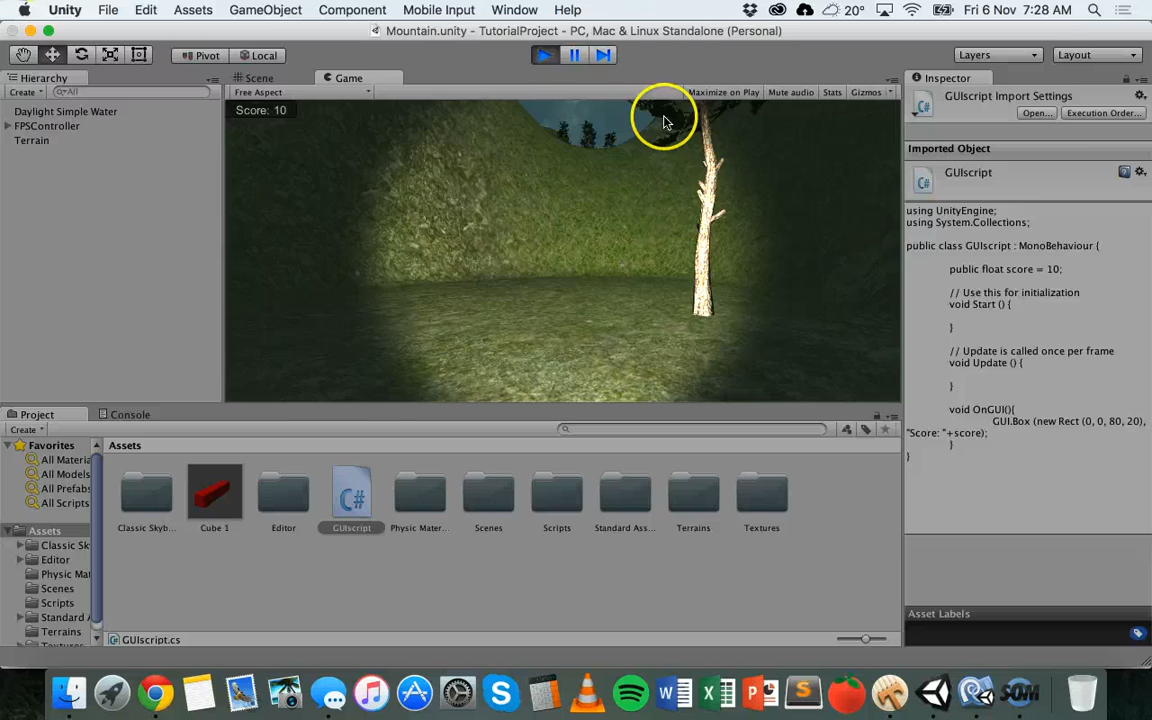 Unity File Edit Assets GameObject Component Mobile Input Window Help 20° Fri 6 Nov 7:28 AM
Mountain.unity - TutorialProject - PC, Mac & Linux Standalone (Personal)
Pivot Local Layers Layout
Hierarchy Scene Game Inspector
Create All Free Aspect Maximize on Play Mute audio Stats Gizmos
GUIscript Import Settings
Open... Execution Order...
Daylight Simple Water
FPSController
Terrain
Score: 10
Imported Object
GUIscript
using UnityEngine;
using System.Collections;
public class GUIscript : MonoBehaviour {
public float score = 10;
// Use this for initialization
void Start () {
}
// Update is called once per frame
void Update () {
}
void OnGUI(){
GUI.Box (new Rect (0, 0, 80, 20),
"Score: "+score);
}
}
Project Console
Create
Favorites
All Materia
All Models
All Prefabs
All Scripts
Assets
Classic Sk
Editor
Physic Mat
Scenes
Scripts
Standard A
Terrains
Textures
Assets
C#
Classic Skyb... Cube 1 Editor GUIscript Physic Mater... Scenes Scripts Standard Ass... Terrains Textures
GUIscript.cs
Asset Labels
W X P S SOM